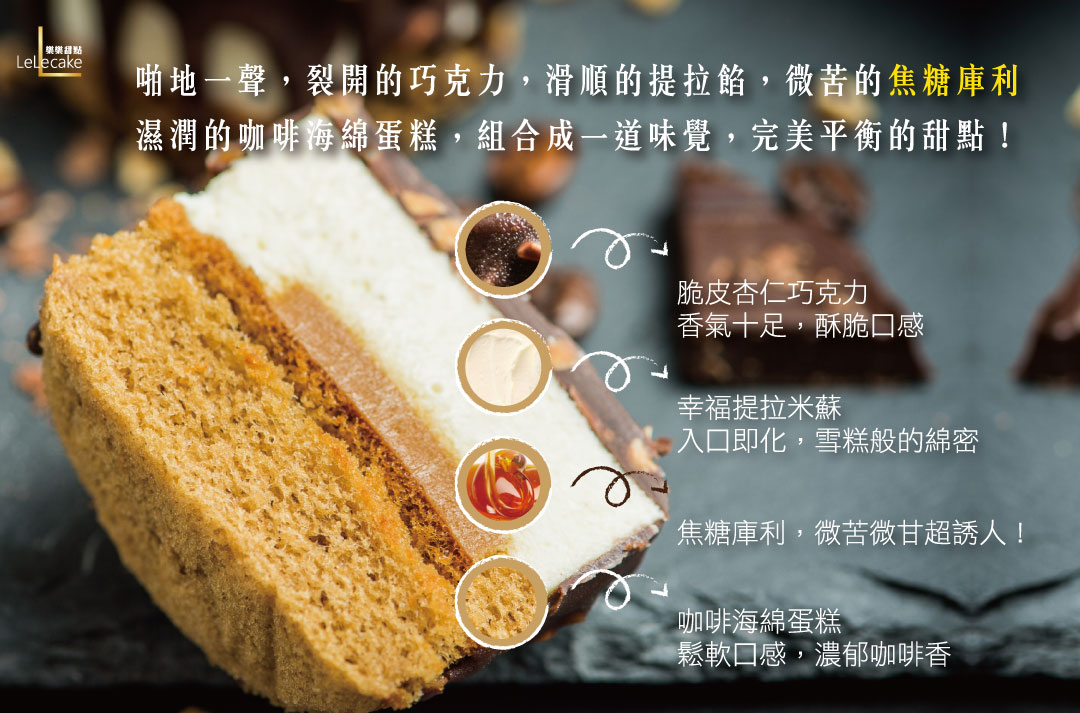 樂樂甜點
LeLecake
啪地一聲，裂開的巧克力，滑順的提拉餡，微苦的焦糖庫利
濕潤的咖啡海綿蛋糕，組合成一道味覺，完美平衡的甜點！
脆皮杏仁巧克力
香氣十足，酥脆口感
幸福提拉米蘇
入口即化，雪糕般的綿密
焦糖庫利，微苦微甘超誘人！
咖啡海綿蛋糕
鬆軟口感，濃郁咖啡香